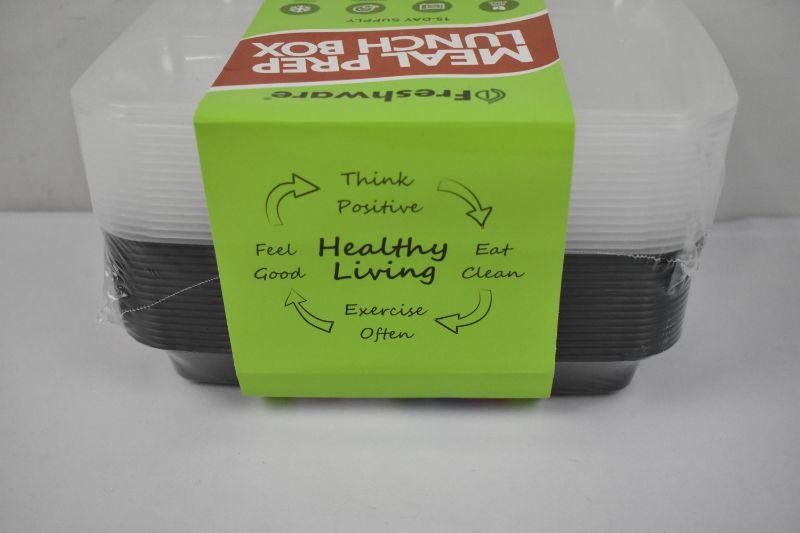 15-DAY SUPPLY
MEAL PREP
LUNCH BOX
Freshware
Think
Positive
Feel
Good
Healthy
Living
Eat
Clean
Exercise
Often